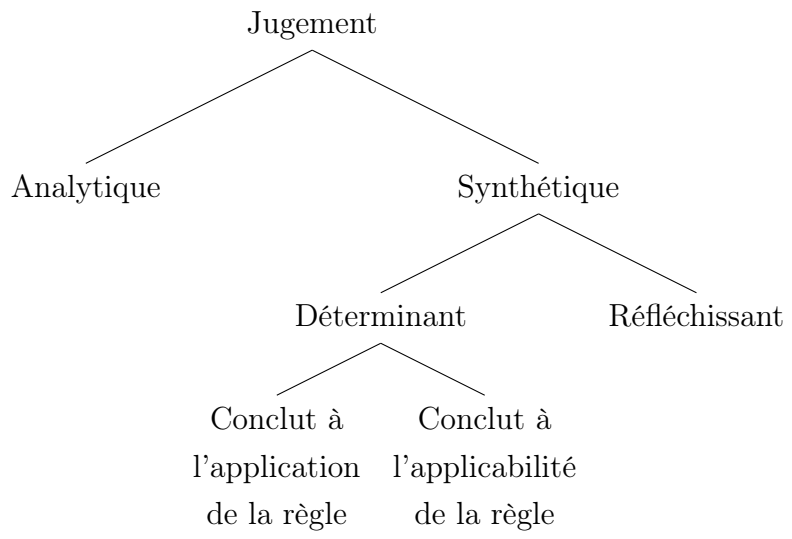 Jugement
Analytique
Synthétique
Déterminant
Réfléchissant
Conclut à
l'application
de la règle
Conclut à
l'applicabilité
de la règle